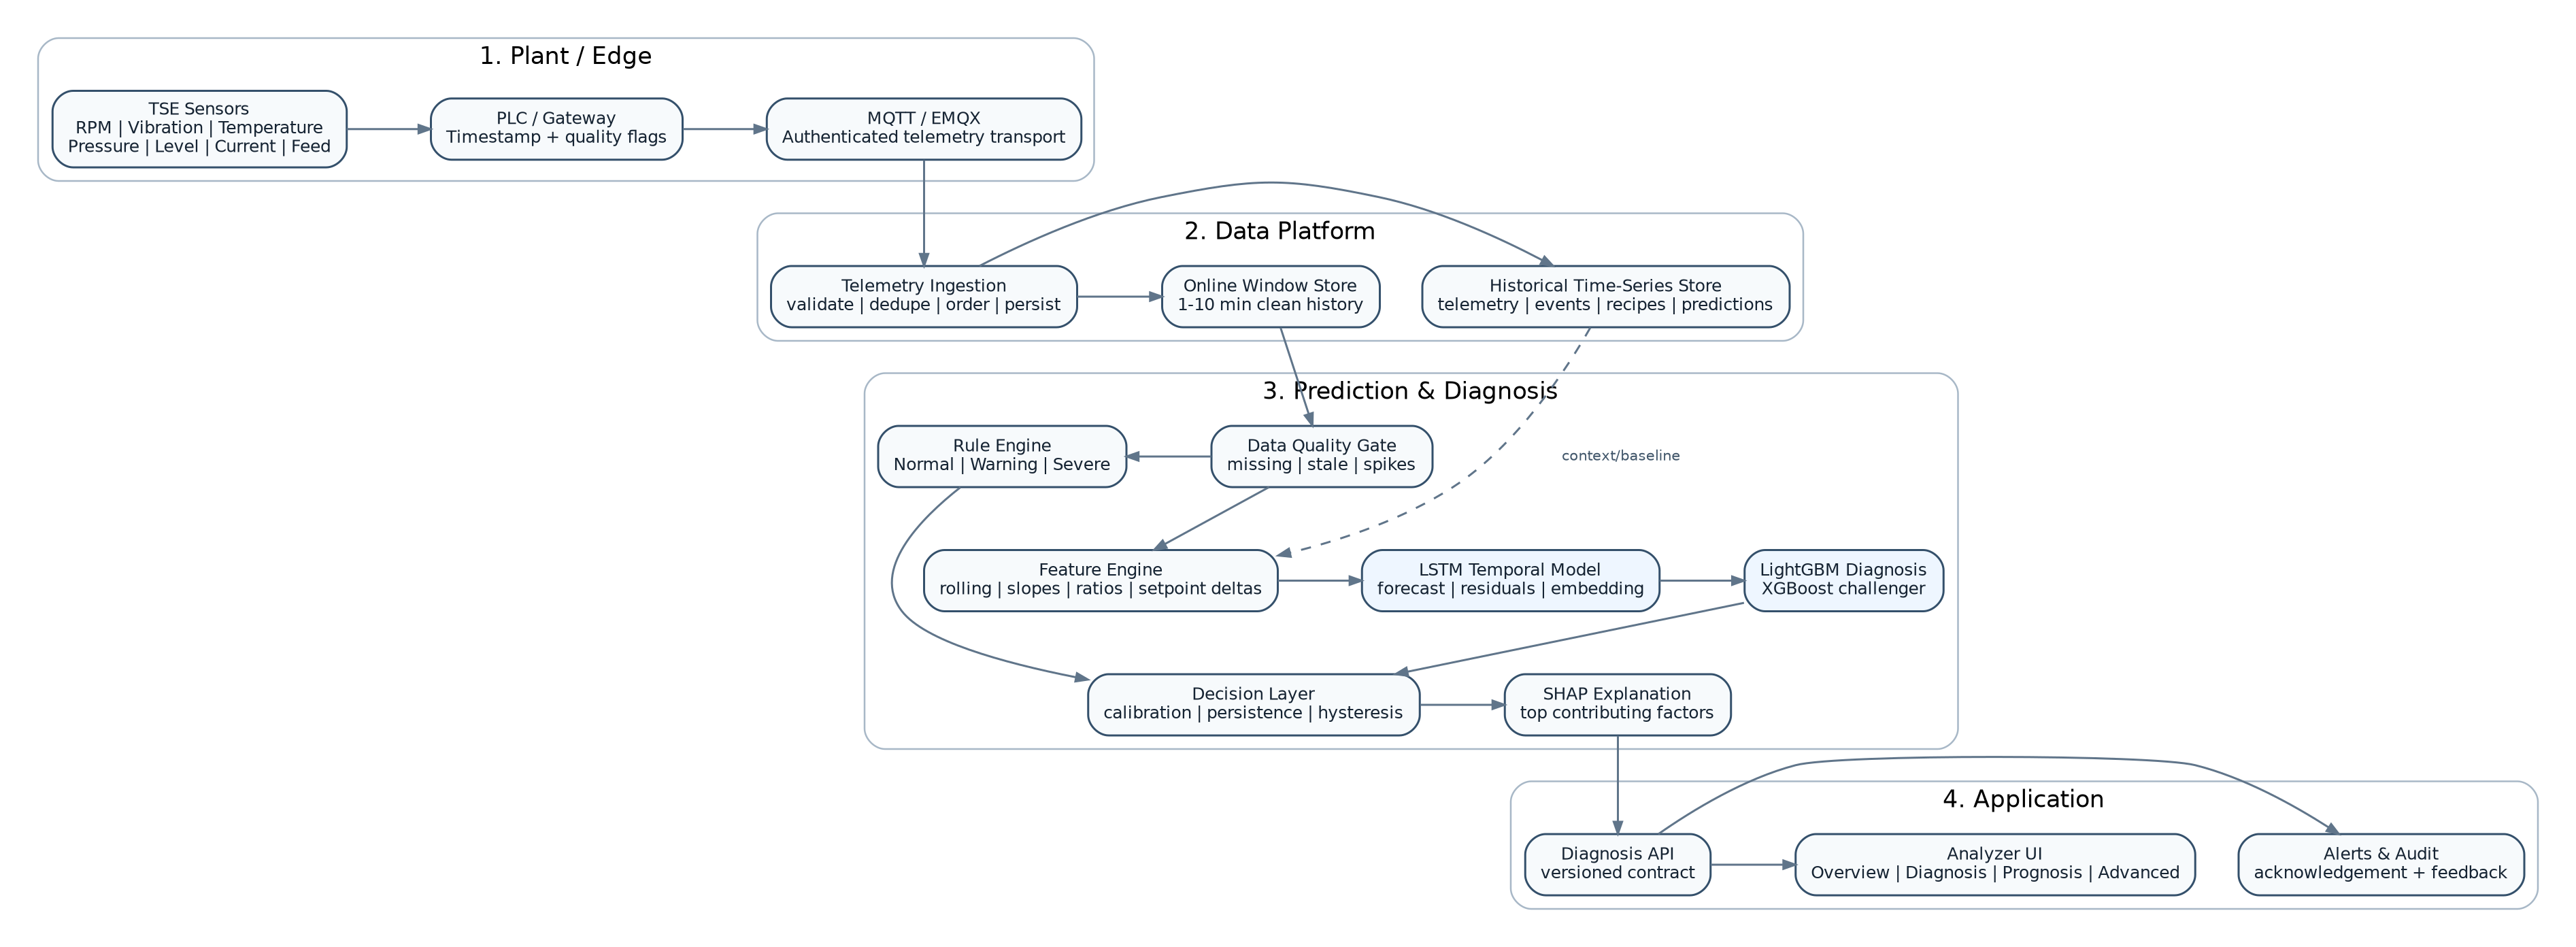 1. Plant / Edge
TSE Sensors
RPM | Vibration | Temperature
Pressure | Level | Current | Feed
PLC / Gateway
Timestamp + quality flags
MQTT / EMQX
Authenticated telemetry transport
2. Data Platform
Telemetry Ingestion
validate | dedupe | order | persist
Online Window Store
1-10 min clean history
Historical Time-Series Store
telemetry | events | recipes | predictions
3. Prediction & Diagnosis
Rule Engine
Normal | Warning | Severe
Data Quality Gate
missing | stale | spikes
context/baseline
Feature Engine
rolling | slopes | ratios | setpoint deltas
LSTM Temporal Model
forecast | residuals | embedding
LightGBM Diagnosis
XGBoost challenger
Decision Layer
calibration | persistence | hysteresis
SHAP Explanation
top contributing factors
4. Application
Diagnosis API
versioned contract
Analyzer UI
Overview | Diagnosis | Prognosis | Advanced
Alerts & Audit
acknowledgement + feedback